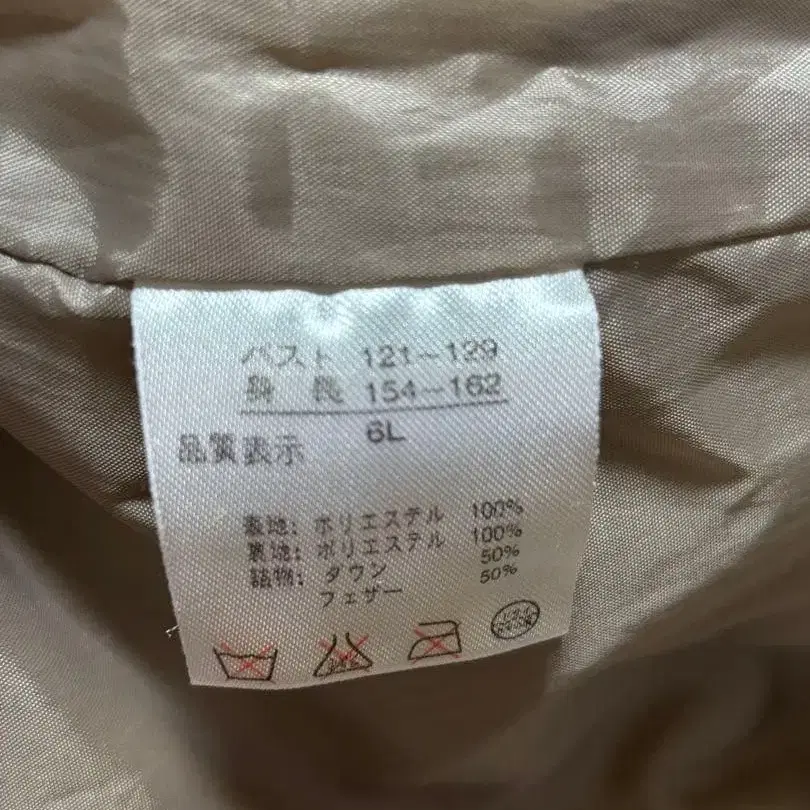 バスト 121~129
身長 154~162
6L
品質表示
表地: ポリエステル 100%
裏地: ポリエステル 100%
詰物: ダウン 50%
フェザー 50%